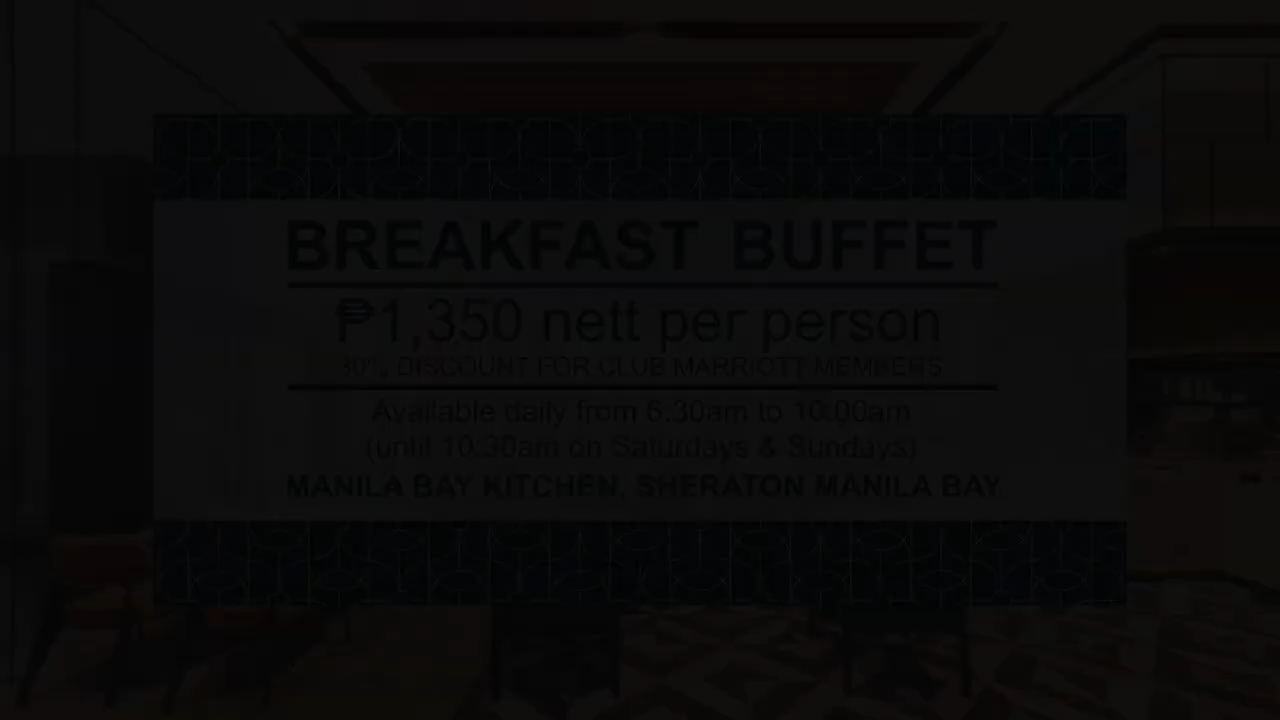 BREAKFAST BUFFET
₱1,350 nett per person
30% DISCOUNT FOR CLUB MARRIOTT MEMBERS
Available daily from 6:30am to 10:00am
(until 10:30am on Saturdays & Sundays)
MANILA BAY KITCHEN, SHERATON MANILA BAY